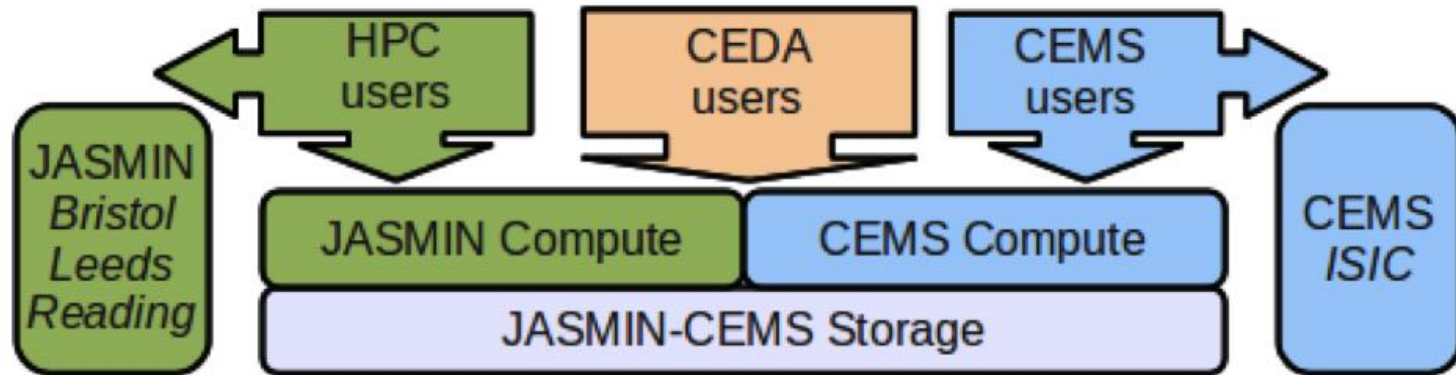 HPC
users
CEDA
users
CEMS
users
JASMIN
Bristol
Leeds
Reading
JASMIN Compute
CEMS Compute
CEMS
ISIC
JASMIN-CEMS Storage